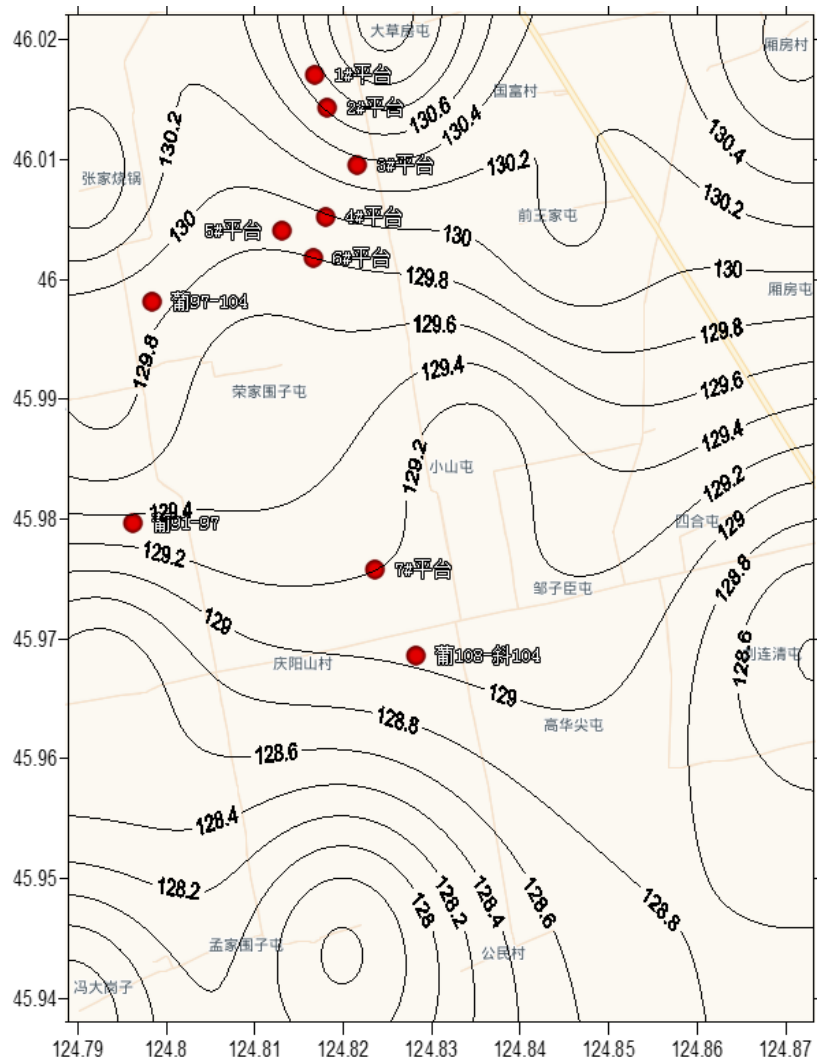 46.02
大草房屯
厢房村
1#平台
国富村
2#平台
130.6
130.4
130.2
130.4
46.01
3#平台
130.2
张家烧锅
130.2
4#平台
前王家屯
130
5#平台
130
6#平台
130
46
129.8
厢房屯
葡97-104
129.6
129.8
129.8
129.4
129.6
45.99
荣家围子屯
129.4
129.2
小山屯
129.2
129.4
45.98
葡91-97
四合屯
129
129.2
7#平台
128.8
邹子臣屯
129
45.97
128.6
葡108-斜104
刘连清屯
庆阳山村
129
128.8
高华尖屯
45.96
128.6
128.4
45.95
128.2
128
128.2
128.4
128.6
128.8
孟家围子屯
公民村
45.94
冯大岗子
124.79
124.8
124.81
124.82
124.83
124.84
124.85
124.86
124.87